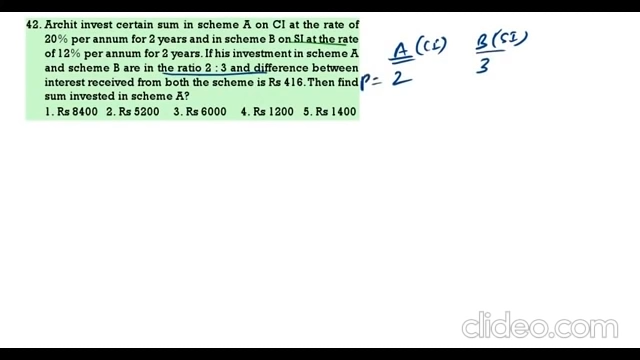 42. Archit invest certain sum in scheme A on CI at the rate of
20% per annum for 2 years and in scheme B on SI at the rate
of 12% per annum for 2 years. If his investment in scheme A
and scheme B are in the ratio 2 : 3 and difference between
interest received from both the scheme is Rs 416. Then find
sum invested in scheme A?
1. Rs 8400 2. Rs 5200 3. Rs 6000 4. Rs 1200 5. Rs 1400
A (CI) B (SI)
P= 2 3
clideo.com